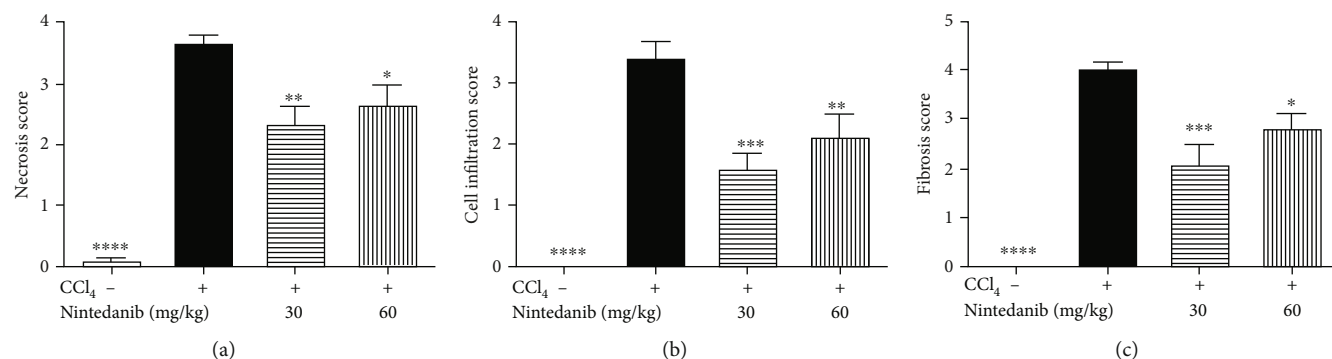 4
3
2
1
0
Necrosis score
****
**
*
CCl4 – + + +
Nintedanib (mg/kg) 30 60
(a)
4
3
2
1
0
Cell infiltration score
****
***
**
CCl4 – + + +
Nintedanib (mg/kg) 30 60
(b)
5
4
3
2
1
0
Fibrosis score
****
***
*
CCl4 – + + +
Nintedanib (mg/kg) 30 60
(c)